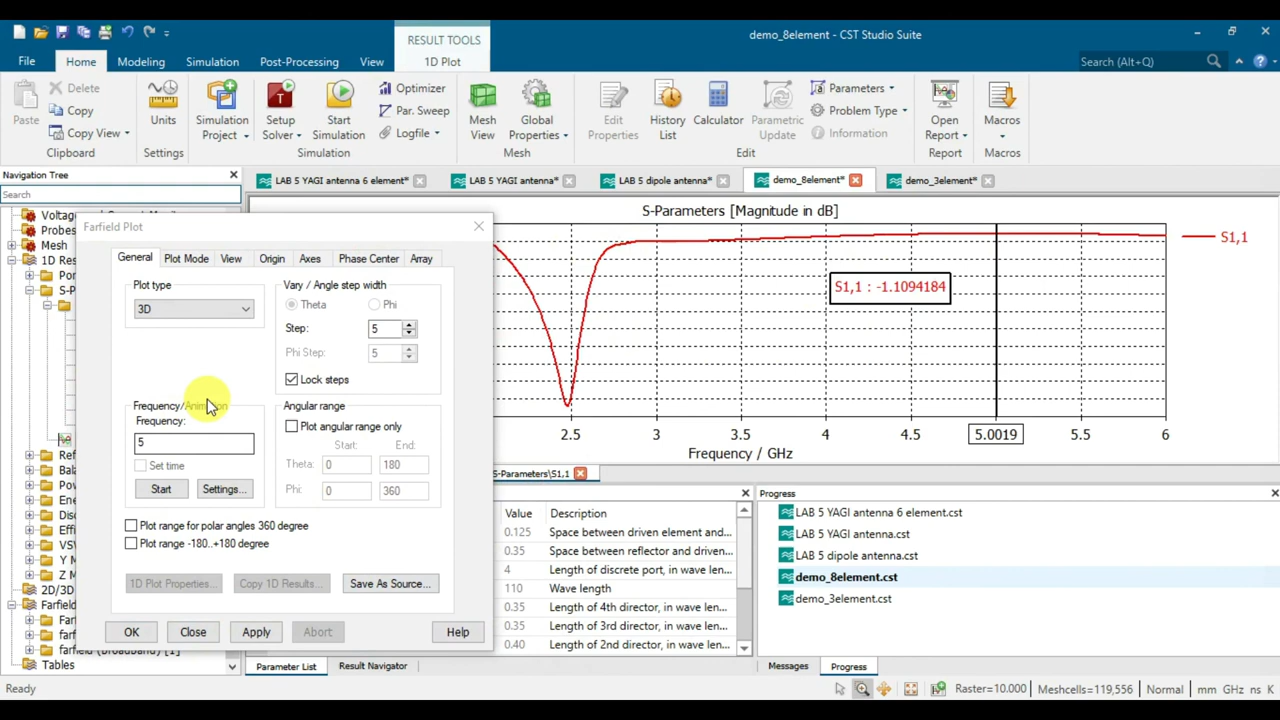 demo_8element - CST Studio Suite
RESULT TOOLS
File
Home
Modeling
Simulation
Post-Processing
View
1D Plot
Search (Alt+Q)
Paste
Delete
Copy
Copy View
Clipboard
Units
Settings
Simulation
Project
Setup
Solver
Start
Simulation
Optimizer
Par. Sweep
Logfile
Simulation
Mesh
View
Global
Properties
Mesh
Edit
Properties
History
List
Calculator
Parametric
Update
Parameters
Problem Type
Information
Edit
Open
Report
Report
Macros
Macros
Navigation Tree
Search
LAB 5 YAGI antenna 6 element*
LAB 5 YAGI antenna*
LAB 5 dipole antenna*
demo_8element*
demo_3element*
Probes
Mesh
1D Res
Por
S-P
Ref
Bala
Pov
Ene
Disc
Effi
VSV
Y M
Z M
2D/3D
Farfield
Far
farf
farfield (broadband) [1]
Tables
Farfield Plot
General
Plot Mode
View
Origin
Axes
Phase Center
Array
Plot type
3D
Vary / Angle step width
Theta
Phi
Step:
5
Phi Step:
5
Lock steps
Frequency/Animation
Frequency:
5
Set time
Start
Settings...
Angular range
Plot angular range only
Start:
End:
Theta:
0
180
Phi:
0
360
Plot range for polar angles 360 degree
Plot range -180..+180 degree
1D Plot Properties...
Copy 1D Results...
Save As Source...
OK
Close
Apply
Abort
Help
S-Parameters [Magnitude in dB]
S1,1
S1,1 : -1.1094184
2.5
3
3.5
4
4.5
5.0019
5.5
6
Frequency / GHz
S-Parameters\S1,1
Value
Description
0.125
Space between driven element and...
0.35
Space between reflector and driven...
4
Length of discrete port, in wave len...
110
Wave length
0.35
Length of 4th director, in wave len...
0.35
Length of 3rd director, in wave len...
0.40
Length of 2nd director, in wave len...
Parameter List
Result Navigator
Progress
LAB 5 YAGI antenna 6 element.cst
LAB 5 YAGI antenna.cst
LAB 5 dipole antenna.cst
demo_8element.cst
demo_3element.cst
Messages
Progress
Ready
Raster=10.000
Meshcells=119,556
Normal
mm GHz ns K